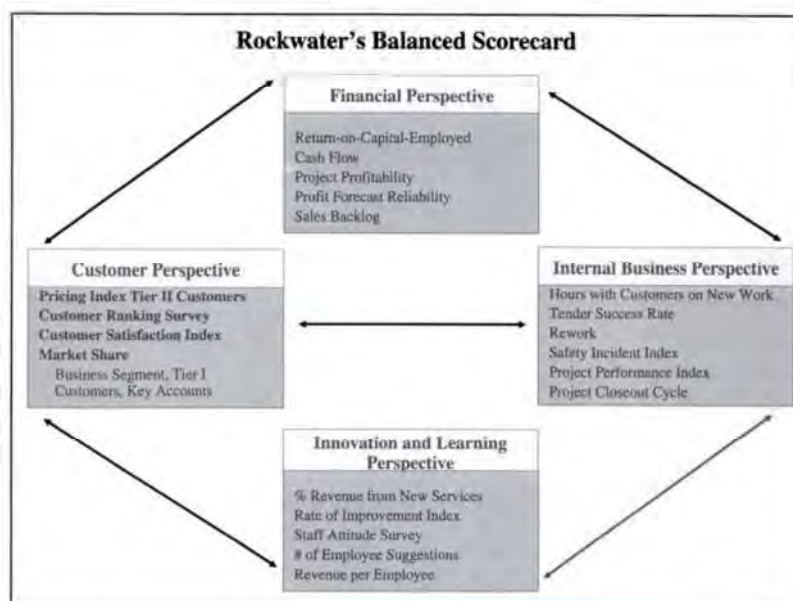 Rockwater's Balanced Scorecard
Financial Perspective
Return-on-Capital-Employed
Cash Flow
Project Profitability
Profit Forecast Reliability
Sales Backlog
Customer Perspective
Pricing Index Tier II Customers
Customer Ranking Survey
Customer Satisfaction Index
Market Share
Business Segment, Tier I
Customers, Key Accounts
Internal Business Perspective
Hours with Customers on New Work
Tender Success Rate
Rework
Safety Incident Index
Project Performance Index
Project Closeout Cycle
Innovation and Learning
Perspective
% Revenue from New Services
Rate of Improvement Index
Staff Attitude Survey
# of Employee Suggestions
Revenue per Employee